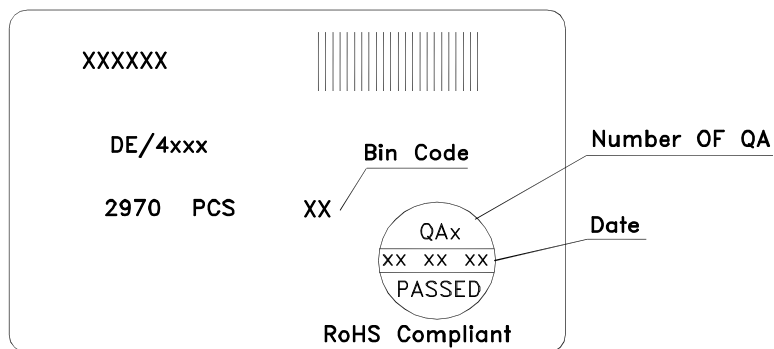 XXXXXX
DE/4xxx
Bin Code
Number OF QA
2970 PCS XX
QAx
Date
XX XX XX
PASSED
RoHS Compliant